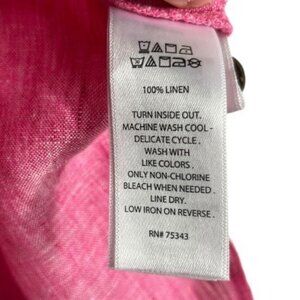 100% LINEN
TURN INSIDE OUT.
MACHINE WASH COOL -
DELICATE CYCLE.
WASH WITH
LIKE COLORS.
ONLY NON-CHLORINE
BLEACH WHEN NEEDED.
LINE DRY.
LOW IRON ON REVERSE.
RN# 75343